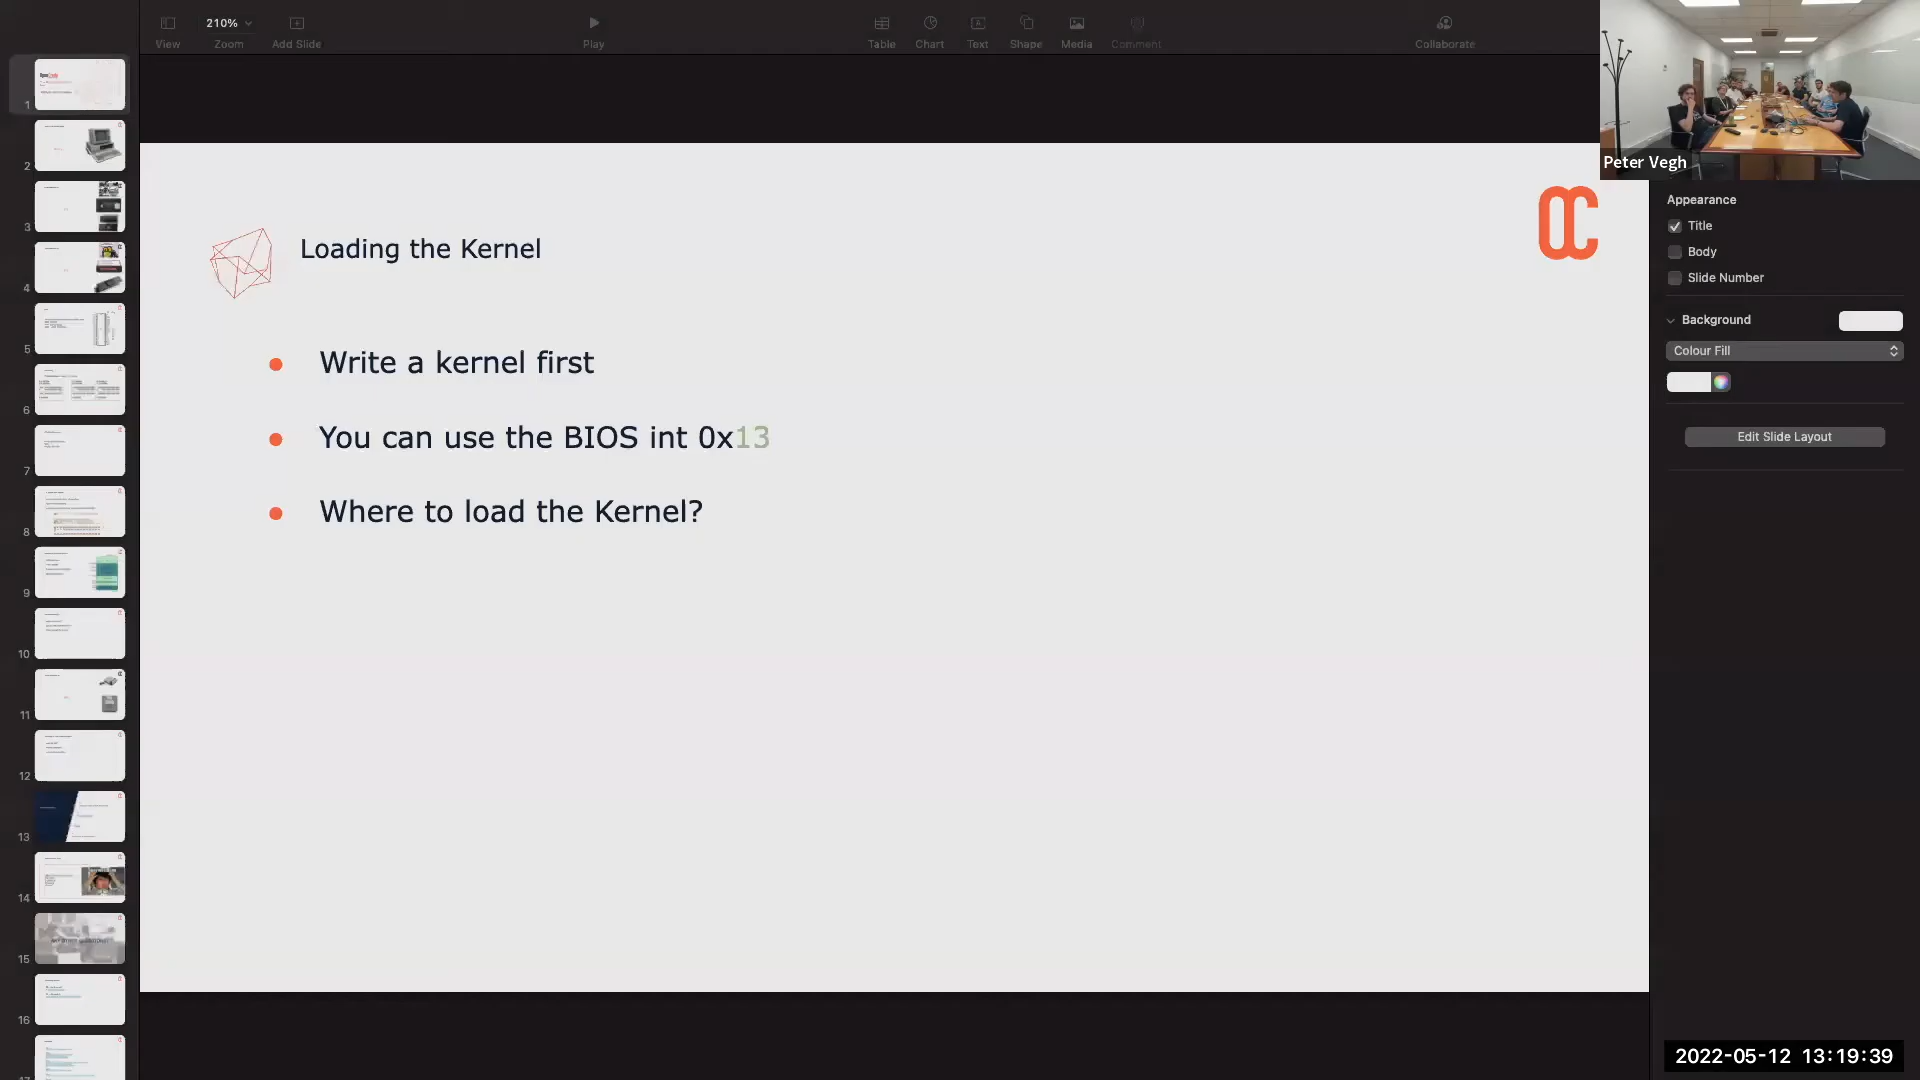 210%
View
Zoom
Add Slide
Play
Table
Chart
Text
Shape
Media
Comment
Collaborate
Peter Vegh
Loading the Kernel
Write a kernel first
You can use the BIOS int 0x13
Where to load the Kernel?
Appearance
Title
Body
Slide Number
Background
Colour Fill
Edit Slide Layout
1
2
3
4
5
6
7
8
9
10
11
12
13
14
15
16
2022-05-12 13:19:39